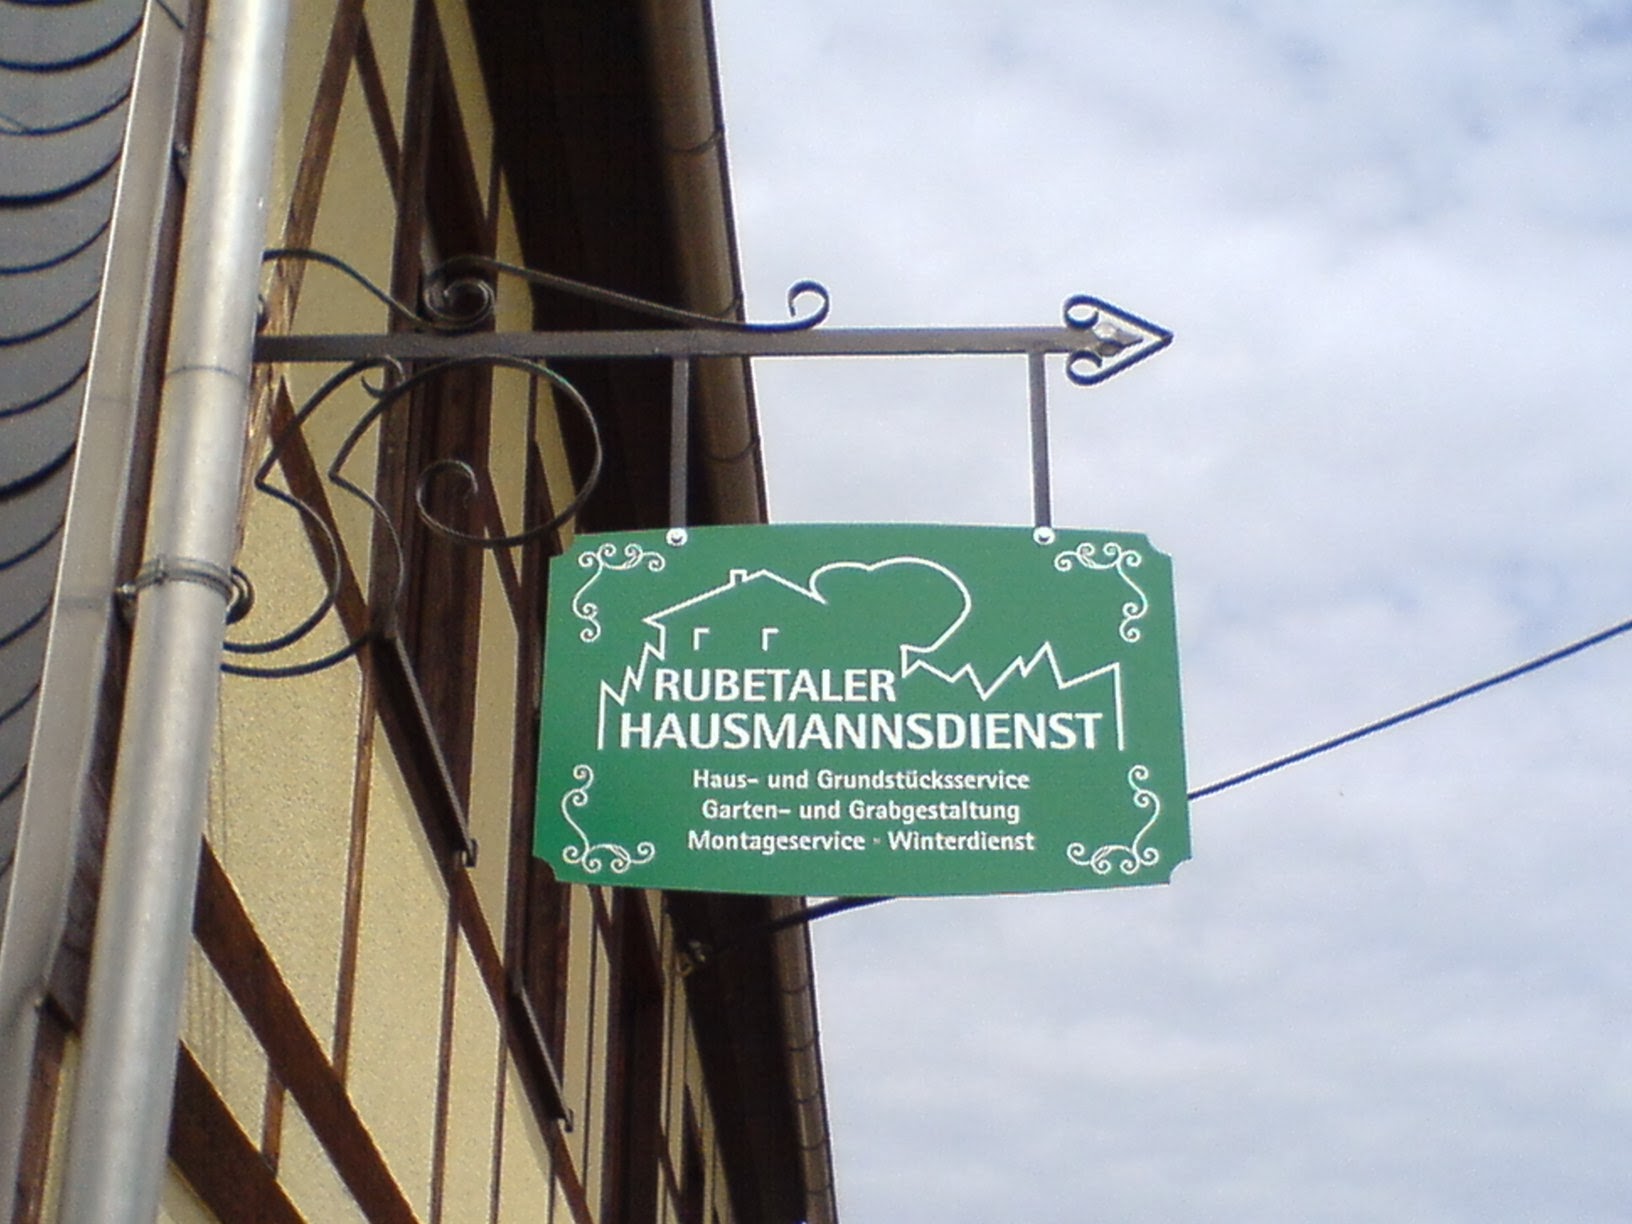 RUBETALER
HAUSMANNSDIENST
Haus- und Grundstücksservice
Garten- und Grabgestaltung
Montageservice · Winterdienst